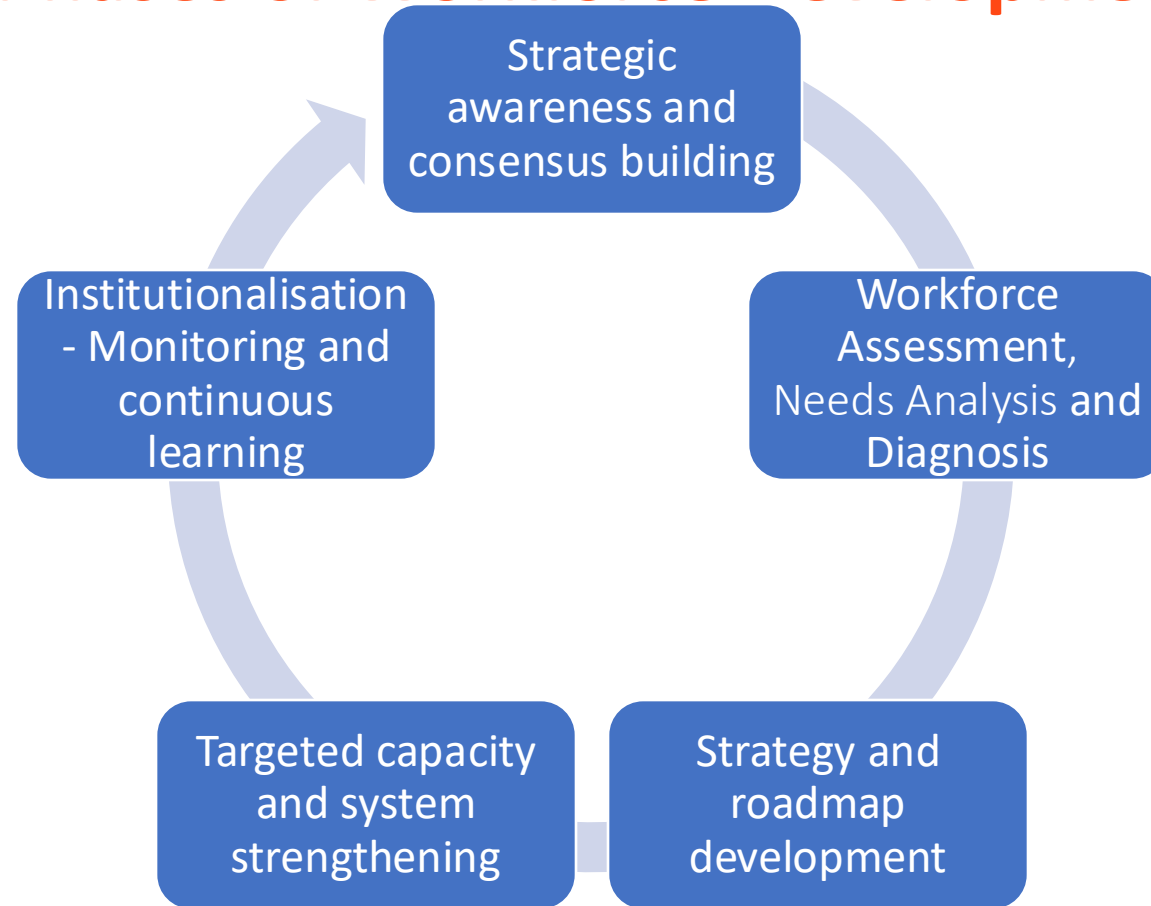 Strategic
awareness and
consensus building
Workforce
Assessment,
Needs Analysis and
Diagnosis
Strategy and
roadmap
development
Targeted capacity
and system
strengthening
Institutionalisation
- Monitoring and
continuous
learning